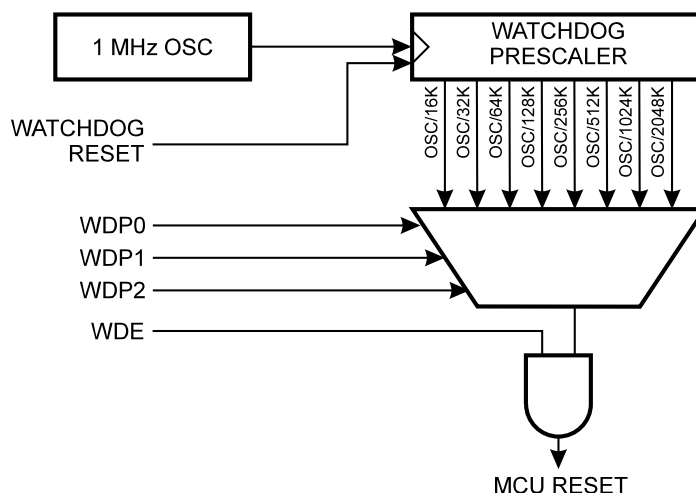 1 MHz OSC
WATCHDOG
PRESCALER
WATCHDOG
RESET
OSC/16K
OSC/32K
OSC/64K
OSC/128K
OSC/256K
OSC/512K
OSC/1024K
OSC/2048K
WDP0
WDP1
WDP2
WDE
MCU RESET